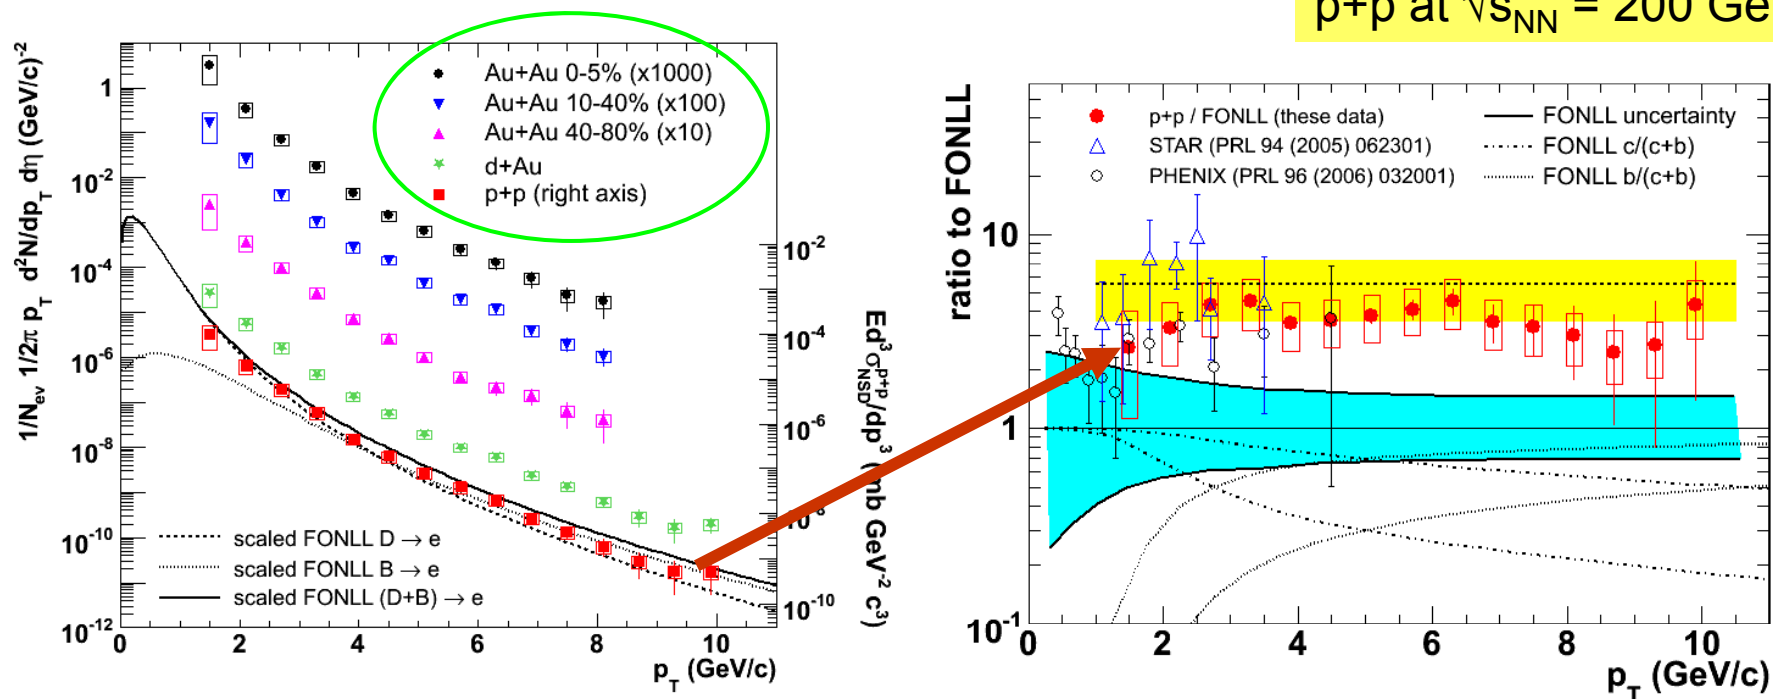 p+p at √s_NN = 200 Ge
1/N_ev 1/2π p_T d²N/dp_T dη (GeV/c)⁻²
1
10⁻²
10⁻⁴
10⁻⁶
10⁻⁸
10⁻¹⁰
10⁻¹²
Au+Au 0-5% (x1000)
Au+Au 10-40% (x100)
Au+Au 40-80% (x10)
d+Au
p+p (right axis)
scaled FONLL D → e
scaled FONLL B → e
scaled FONLL (D+B) → e
0 2 4 6 8 10
p_T (GeV/c)
10⁻²
10⁻⁴
10⁻⁶
10⁻¹⁰
Ed³σ^p+p_NSD/dp³ (mb GeV⁻² c³)
ratio to FONLL
10
1
10⁻¹
p+p / FONLL (these data)
STAR (PRL 94 (2005) 062301)
PHENIX (PRL 96 (2006) 032001)
FONLL uncertainty
FONLL c/(c+b)
FONLL b/(c+b)
0 2 4 6 8 10
p_T (GeV/c)